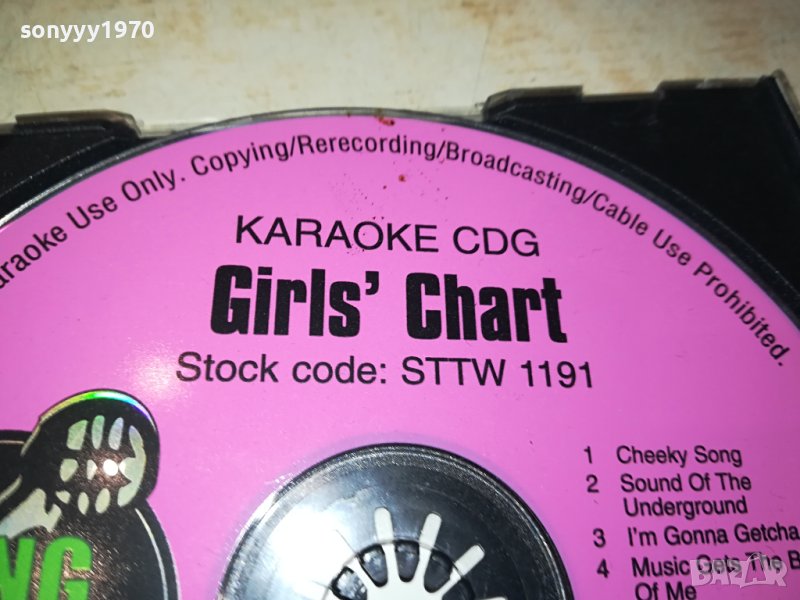 sonyyy1970
Use Only. Copying/Rerecording/Broadcasting/Cable Use Prohibited.
KARAOKE CDG
Girls' Chart
Stock code: STTW 1191
1 Cheeky Song
2 Sound Of The
Underground
3 I'm Gonna Getcha
4 Music Gets The
Of Me
BAZAR